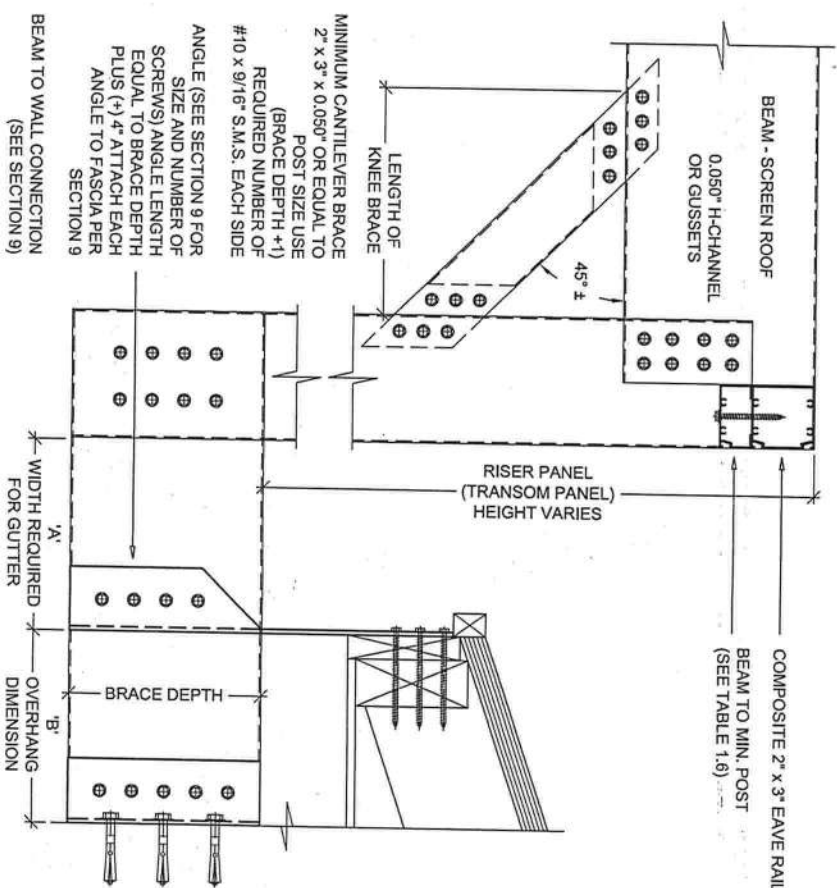 COMPOSITE 2" x 3" EAVE RAIL
BEAM TO MIN. POST
(SEE TABLE 1.6)
BEAM - SCREEN ROOF
0.050" H-CHANNEL
OR GUSSETS
45° ±
RISER PANEL
(TRANSOM PANEL)
HEIGHT VARIES
LENGTH OF
KNEE BRACE
MINIMUM CANTILEVER BRACE
2" x 3" x 0.050" OR EQUAL TO
POST SIZE USE
(BRACE DEPTH +1)
REQUIRED NUMBER OF
#10 x 9/16" S.M.S. EACH SIDE
ANGLE (SEE SECTION 9 FOR
SIZE AND NUMBER OF
SCREWS) ANGLE LENGTH
EQUAL TO BRACE DEPTH
PLUS (+) 4" ATTACH EACH
ANGLE TO FASCIA PER
SECTION 9
BEAM TO WALL CONNECTION
(SEE SECTION 9)
BRACE DEPTH
'A'
WIDTH REQUIRED
FOR GUTTER
'B'
OVERHANG
DIMENSION